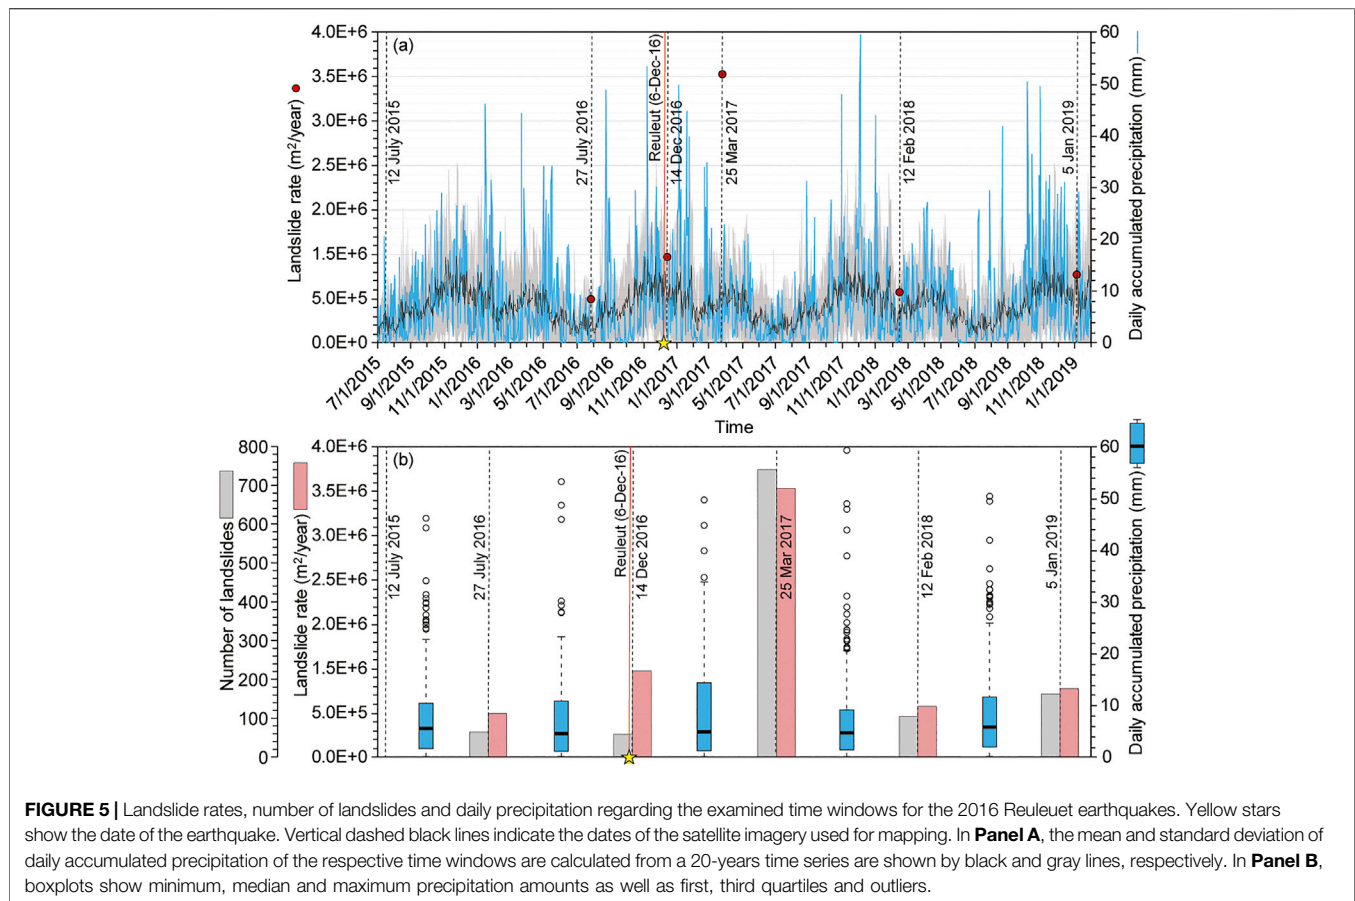 (a)
4.0E+6
3.5E+6
3.0E+6
2.5E+6
2.0E+6
1.5E+6
1.0E+6
5.0E+5
0.0E+0
Landslide rate (m²/year)
12 July 2015
27 July 2016
Reuleut (6-Dec-16)
14 Dec 2016
25 Mar 2017
12 Feb 2018
5 Jan 2019
60
50
40
30
20
10
0
Daily accumulated precipitation (mm)
7/1/2015
9/1/2015
11/1/2015
1/1/2016
3/1/2016
5/1/2016
7/1/2016
9/1/2016
11/1/2016
1/1/2017
3/1/2017
5/1/2017
7/1/2017
9/1/2017
11/1/2017
1/1/2018
3/1/2018
5/1/2018
7/1/2018
9/1/2018
11/1/2018
1/1/2019
Time
(b)
800
700
600
500
400
300
200
100
0
Number of landslides
4.0E+6
3.5E+6
3.0E+6
2.5E+6
2.0E+6
1.5E+6
1.0E+6
5.0E+5
0.0E+0
Landslide rate (m²/year)
12 July 2015
27 July 2016
Reuleut (6-Dec-16)
14 Dec 2016
25 Mar 2017
12 Feb 2018
5 Jan 2019
60
50
40
30
20
10
0
Daily accumulated precipitation (mm)
FIGURE 5 | Landslide rates, number of landslides and daily precipitation regarding the examined time windows for the 2016 Reuleuet earthquakes. Yellow stars
show the date of the earthquake. Vertical dashed black lines indicate the dates of the satellite imagery used for mapping. In Panel A, the mean and standard deviation of
daily accumulated precipitation of the respective time windows are calculated from a 20-years time series are shown by black and gray lines, respectively. In Panel B,
boxplots show minimum, median and maximum precipitation amounts as well as first, third quartiles and outliers.